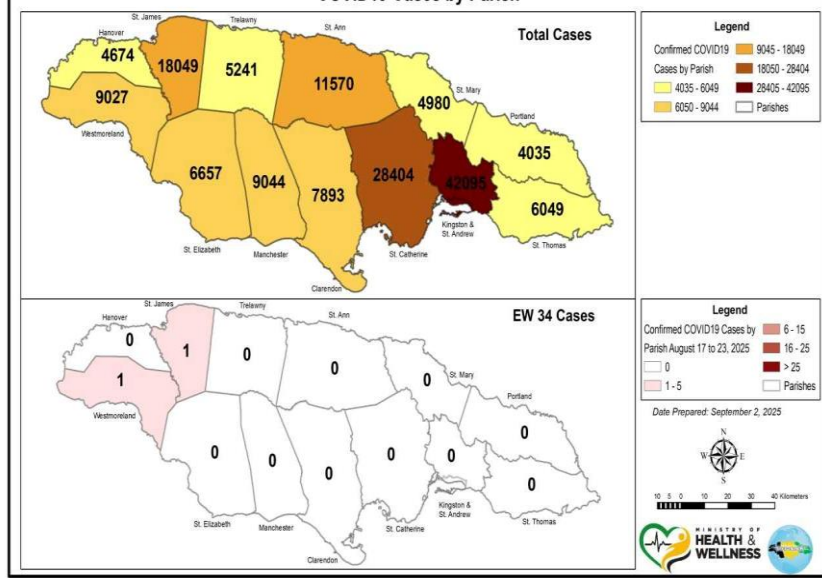 Total Cases
Hanover
St. James
Trelawny
St. Ann
St. Mary
Portland
4674
18049
5241
11570
4980
4035
9027
6657
9044
7893
28404
42095
6049
Westmoreland
St. Elizabeth
Manchester
Clarendon
St. Catherine
Kingston &
St. Andrew
St. Thomas
Legend
Confirmed COVID19
Cases by Parish
4035 - 6049
6050 - 9044
9045 - 18049
18050 - 28404
28405 - 42095
Parishes
EW 34 Cases
Hanover
St. James
Trelawny
St. Ann
St. Mary
Portland
0
1
0
0
0
0
1
0
0
0
0
0
0
Westmoreland
St. Elizabeth
Manchester
Clarendon
St. Catherine
Kingston &
St. Andrew
St. Thomas
Legend
Confirmed COVID19 Cases by
Parish August 17 to 23, 2025
0
1 - 5
6 - 15
16 - 25
> 25
Parishes
Date Prepared: September 2, 2025
N
W E
S
10 5 0 10 20 30 40 Kilometers
MINISTRY OF
HEALTH &
WELLNESS